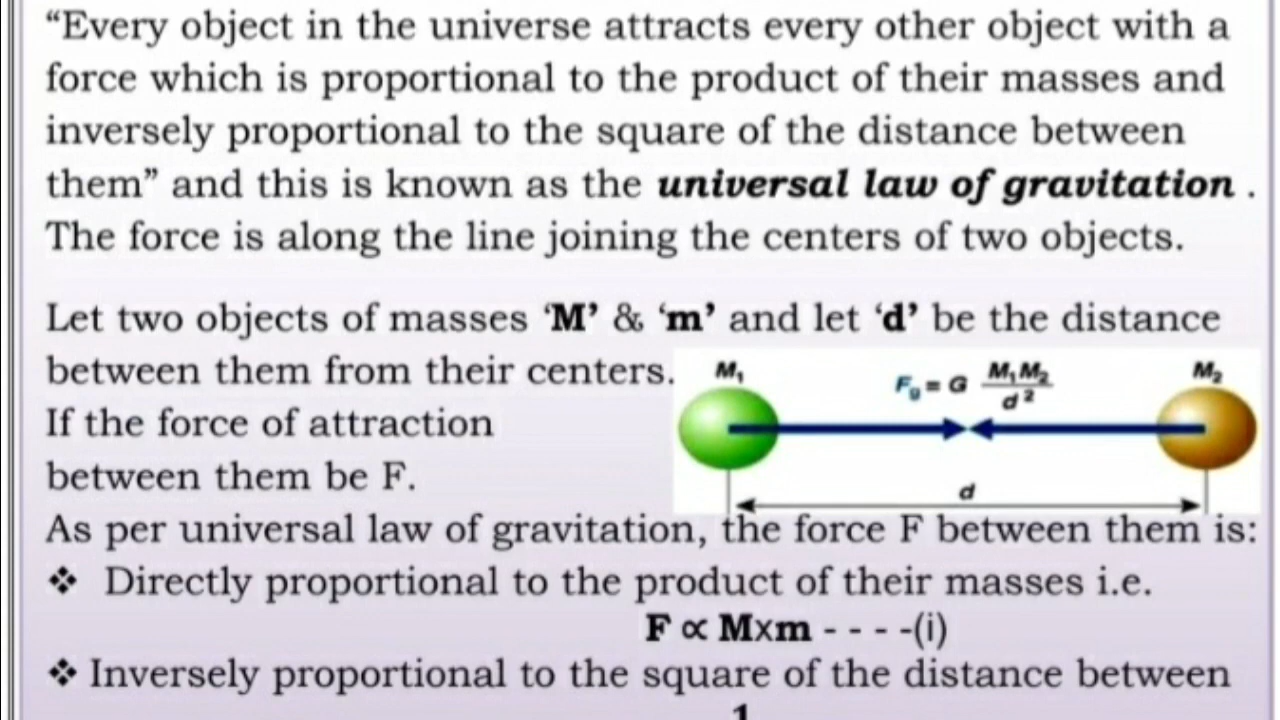 “Every object in the universe attracts every other object with a
force which is proportional to the product of their masses and
inversely proportional to the square of the distance between
them” and this is known as the universal law of gravitation .
The force is along the line joining the centers of two objects.
Let two objects of masses ‘M’ & ‘m’ and let ‘d’ be the distance
between them from their centers.
M₁ F₉ = G M₁M₂ / d² M₂
If the force of attraction
between them be F.
d
As per universal law of gravitation, the force F between them is:
❖ Directly proportional to the product of their masses i.e.
F ∝ Mxm - - - -(i)
❖ Inversely proportional to the square of the distance between
1